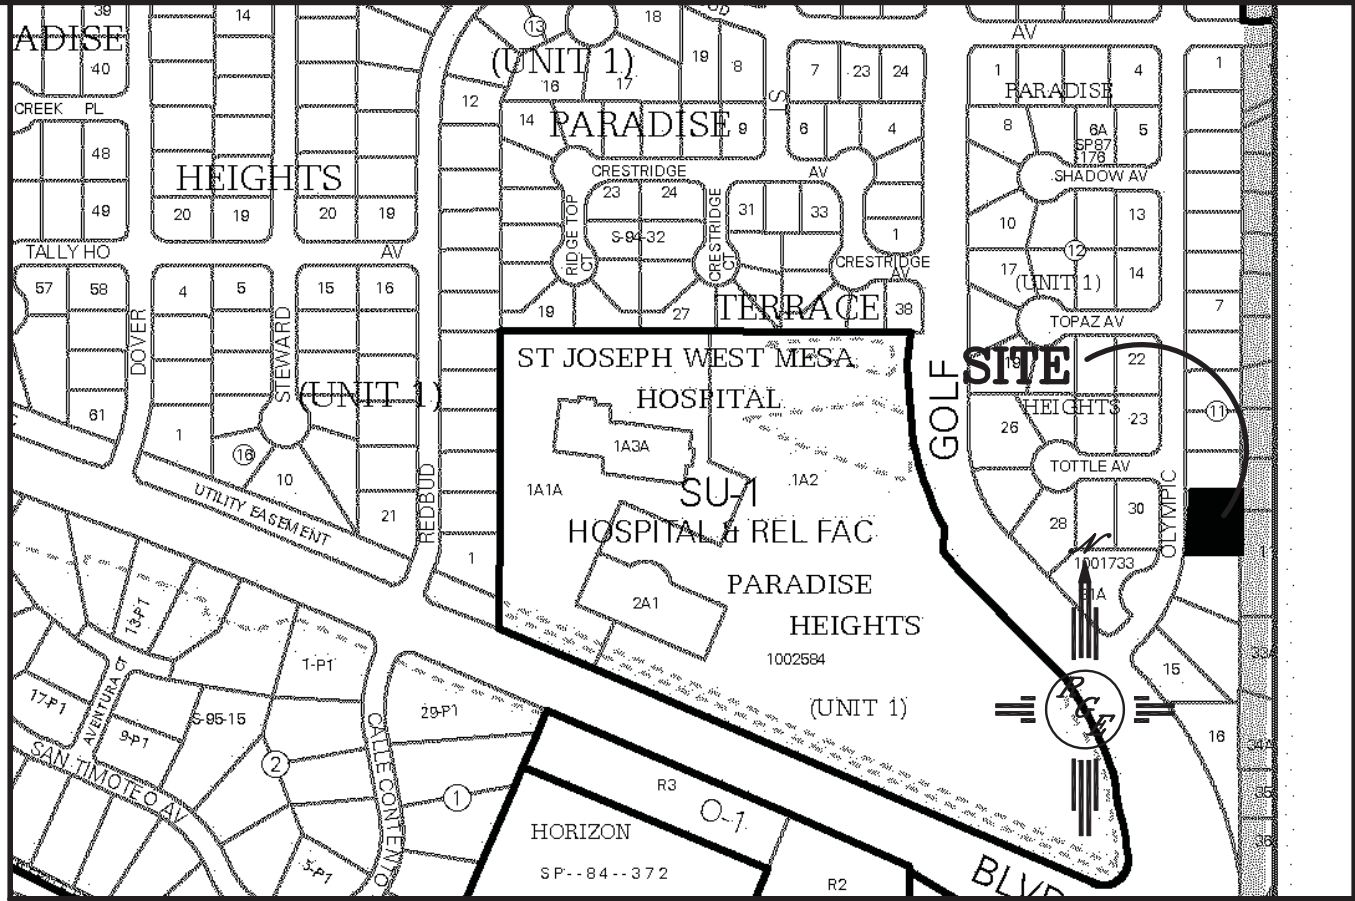 39
14
13
18
AV
ADISE
(UNIT 1)
40
16
17
19
8
7
23
24
1
4
1
PARADISE
CREEK PL
12
14
PARADISE
9
ST
6
4
8
6A
SP87
-176
5
48
HEIGHTS
CRESTRIDGE AV
SHADOW AV
49
20
19
20
19
23
24
31
33
1
10
13
RIDGE TOP
CT
S-94-32
CRESTRIDGE
CT
TALLY HO AV
CRESTRIDGE
AV
12
17
14
(UNIT 1)
57
58
4
5
15
16
19
27
TERRACE
38
7
TOPAZ AV
DOVER
STEWARD
ST JOSEPH WEST MESA
HOSPITAL
GOLF
19
SITE
22
61
(UNIT 1)
HEIGHTS
23
11
1
16
10
1A3A
26
TOTTLE AV
UTILITY EASEMENT
21
REDBUD
1A1A
SU-1
1A2
HOSPITAL & REL FAC
28
30
OLYMPIC
N
1
PARADISE
HEIGHTS
1001733
2A1
1002584
(UNIT 1)
13-P1
1-P1
15
17-P1
AVENTURA CT
9-P1
S-95-15
29-P1
RGE
16
34A
SAN TIMOTEO AV
2
CALLE CONTENTO
1
R3
O-1
35
36
HORIZON
SP--84--372
5-P1
R2
BLVD